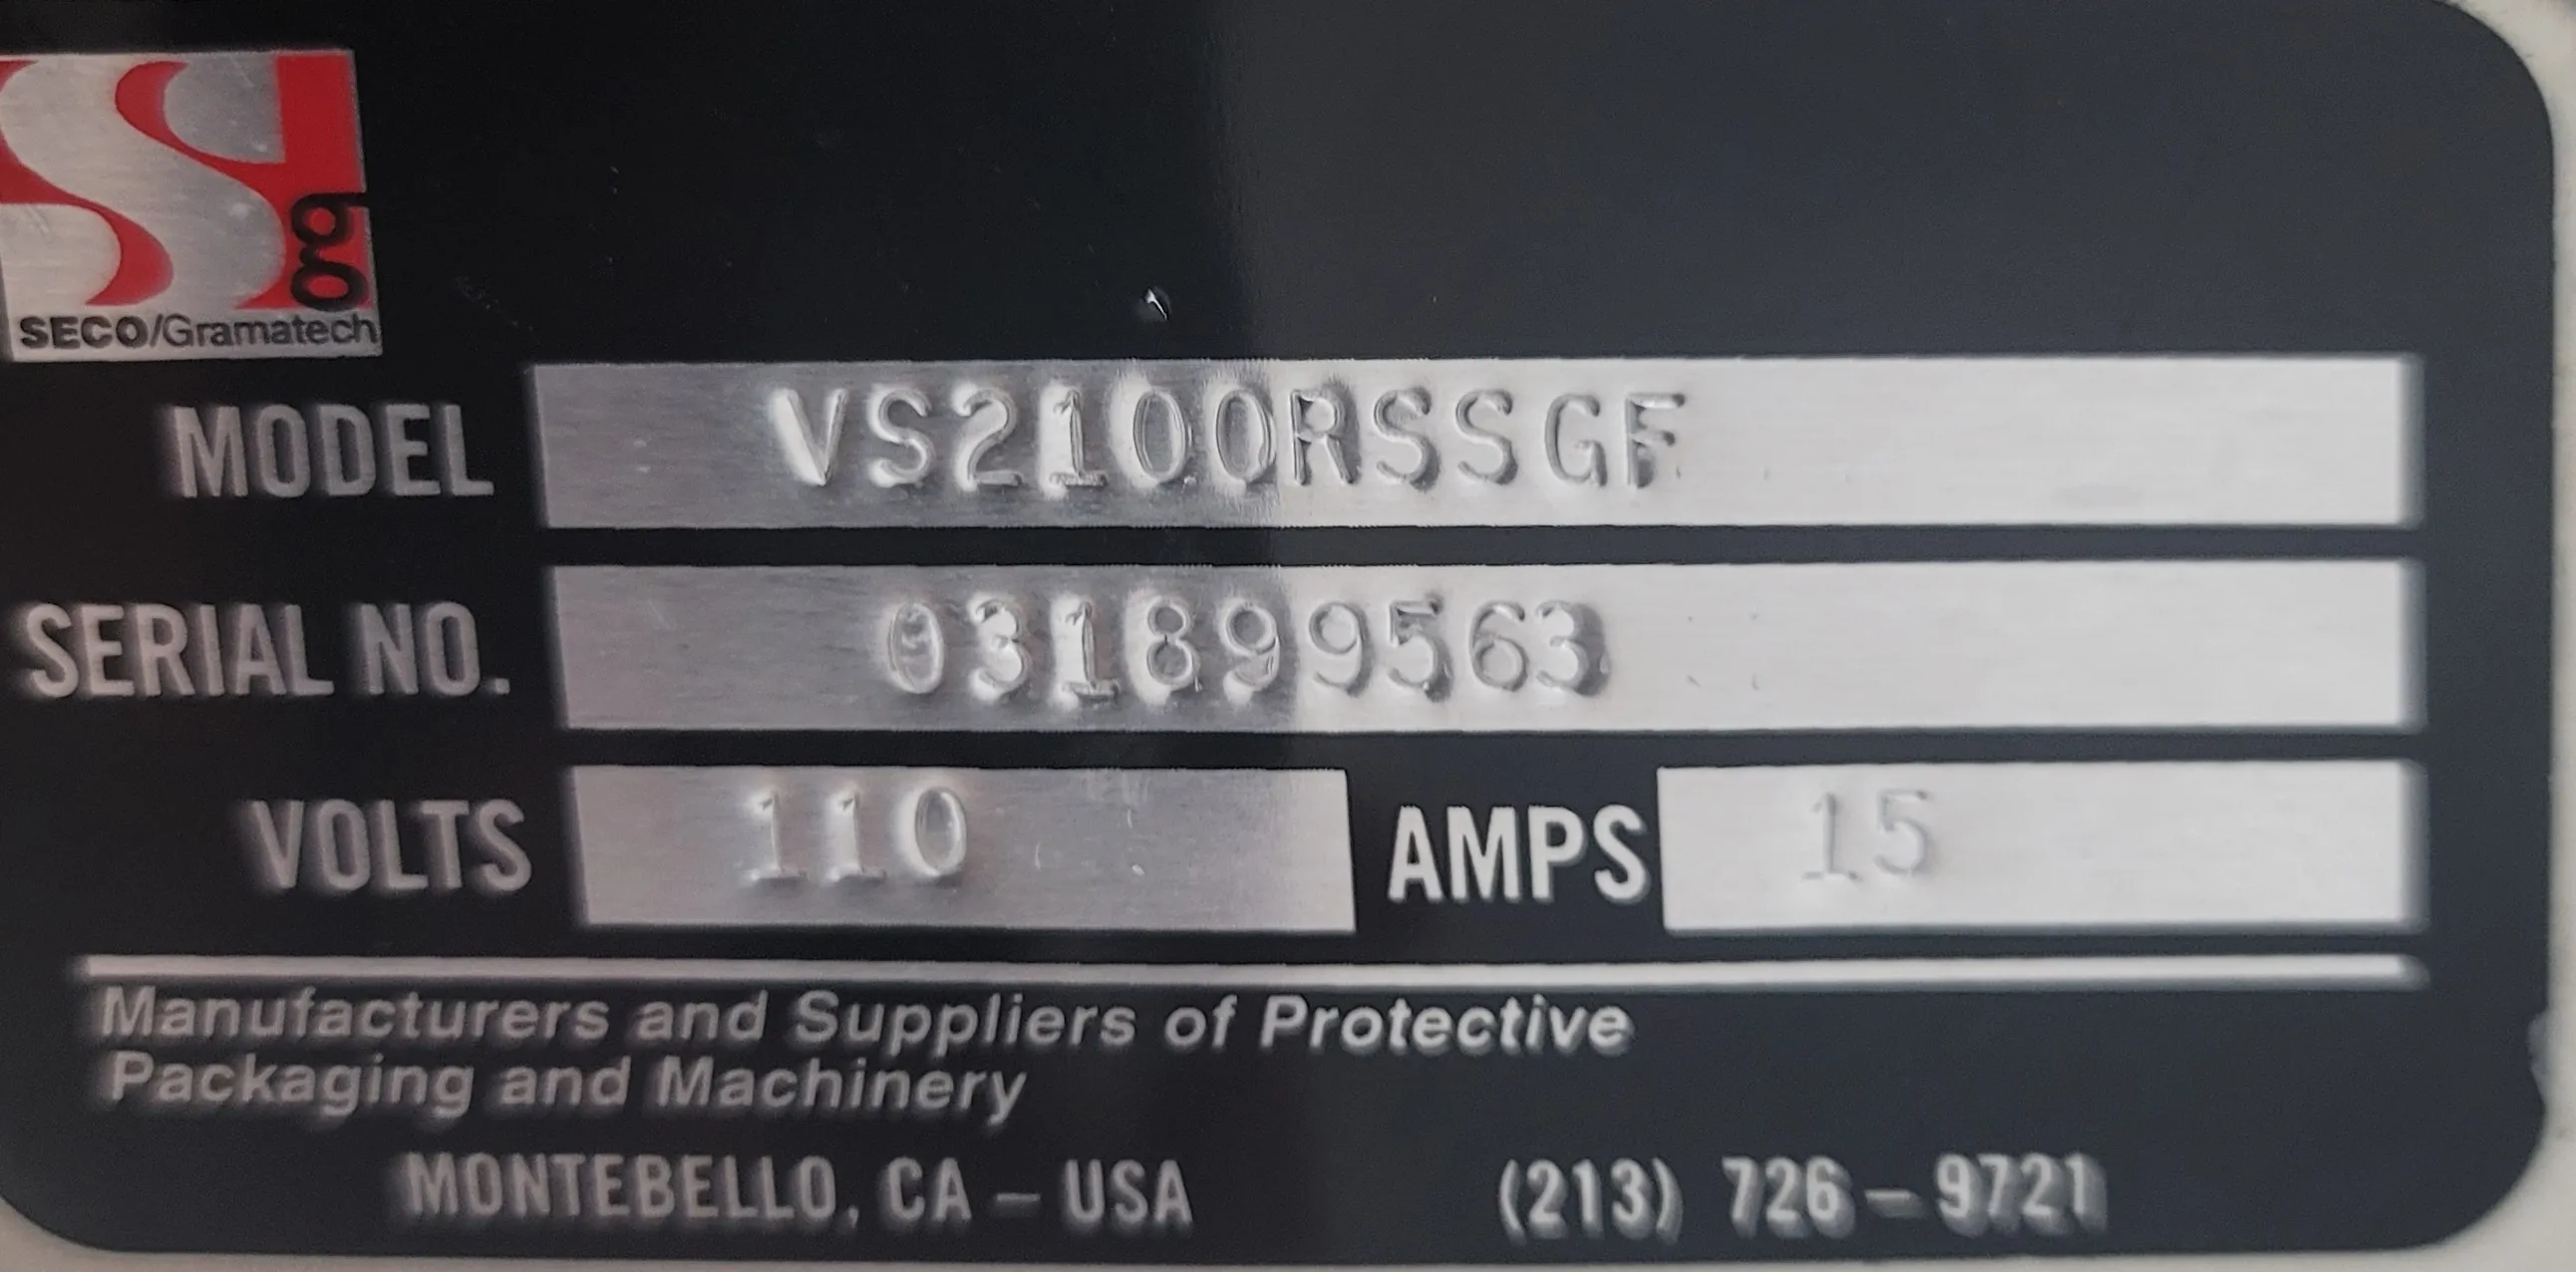 Sg
SECO/Gramatech
MODEL VS2100RSSGF
SERIAL NO. 031899563
VOLTS 110 AMPS 15
Manufacturers and Suppliers of Protective
Packaging and Machinery
MONTEBELLO, CA – USA (213) 726–9721